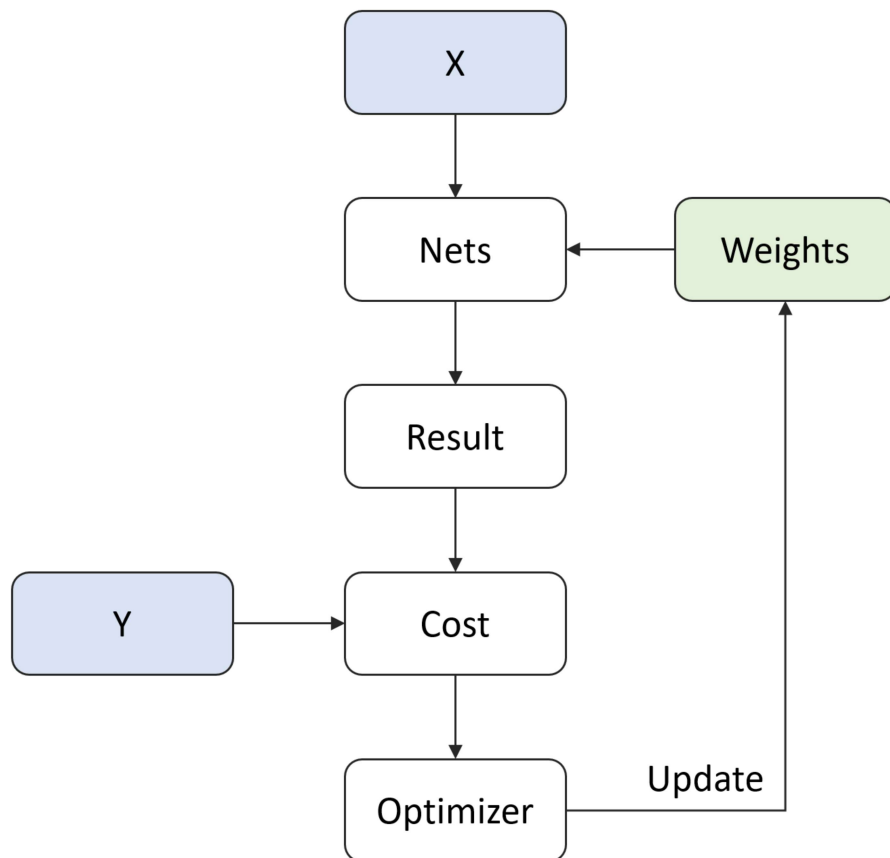 X
Nets
Weights
Result
Y
Cost
Update
Optimizer